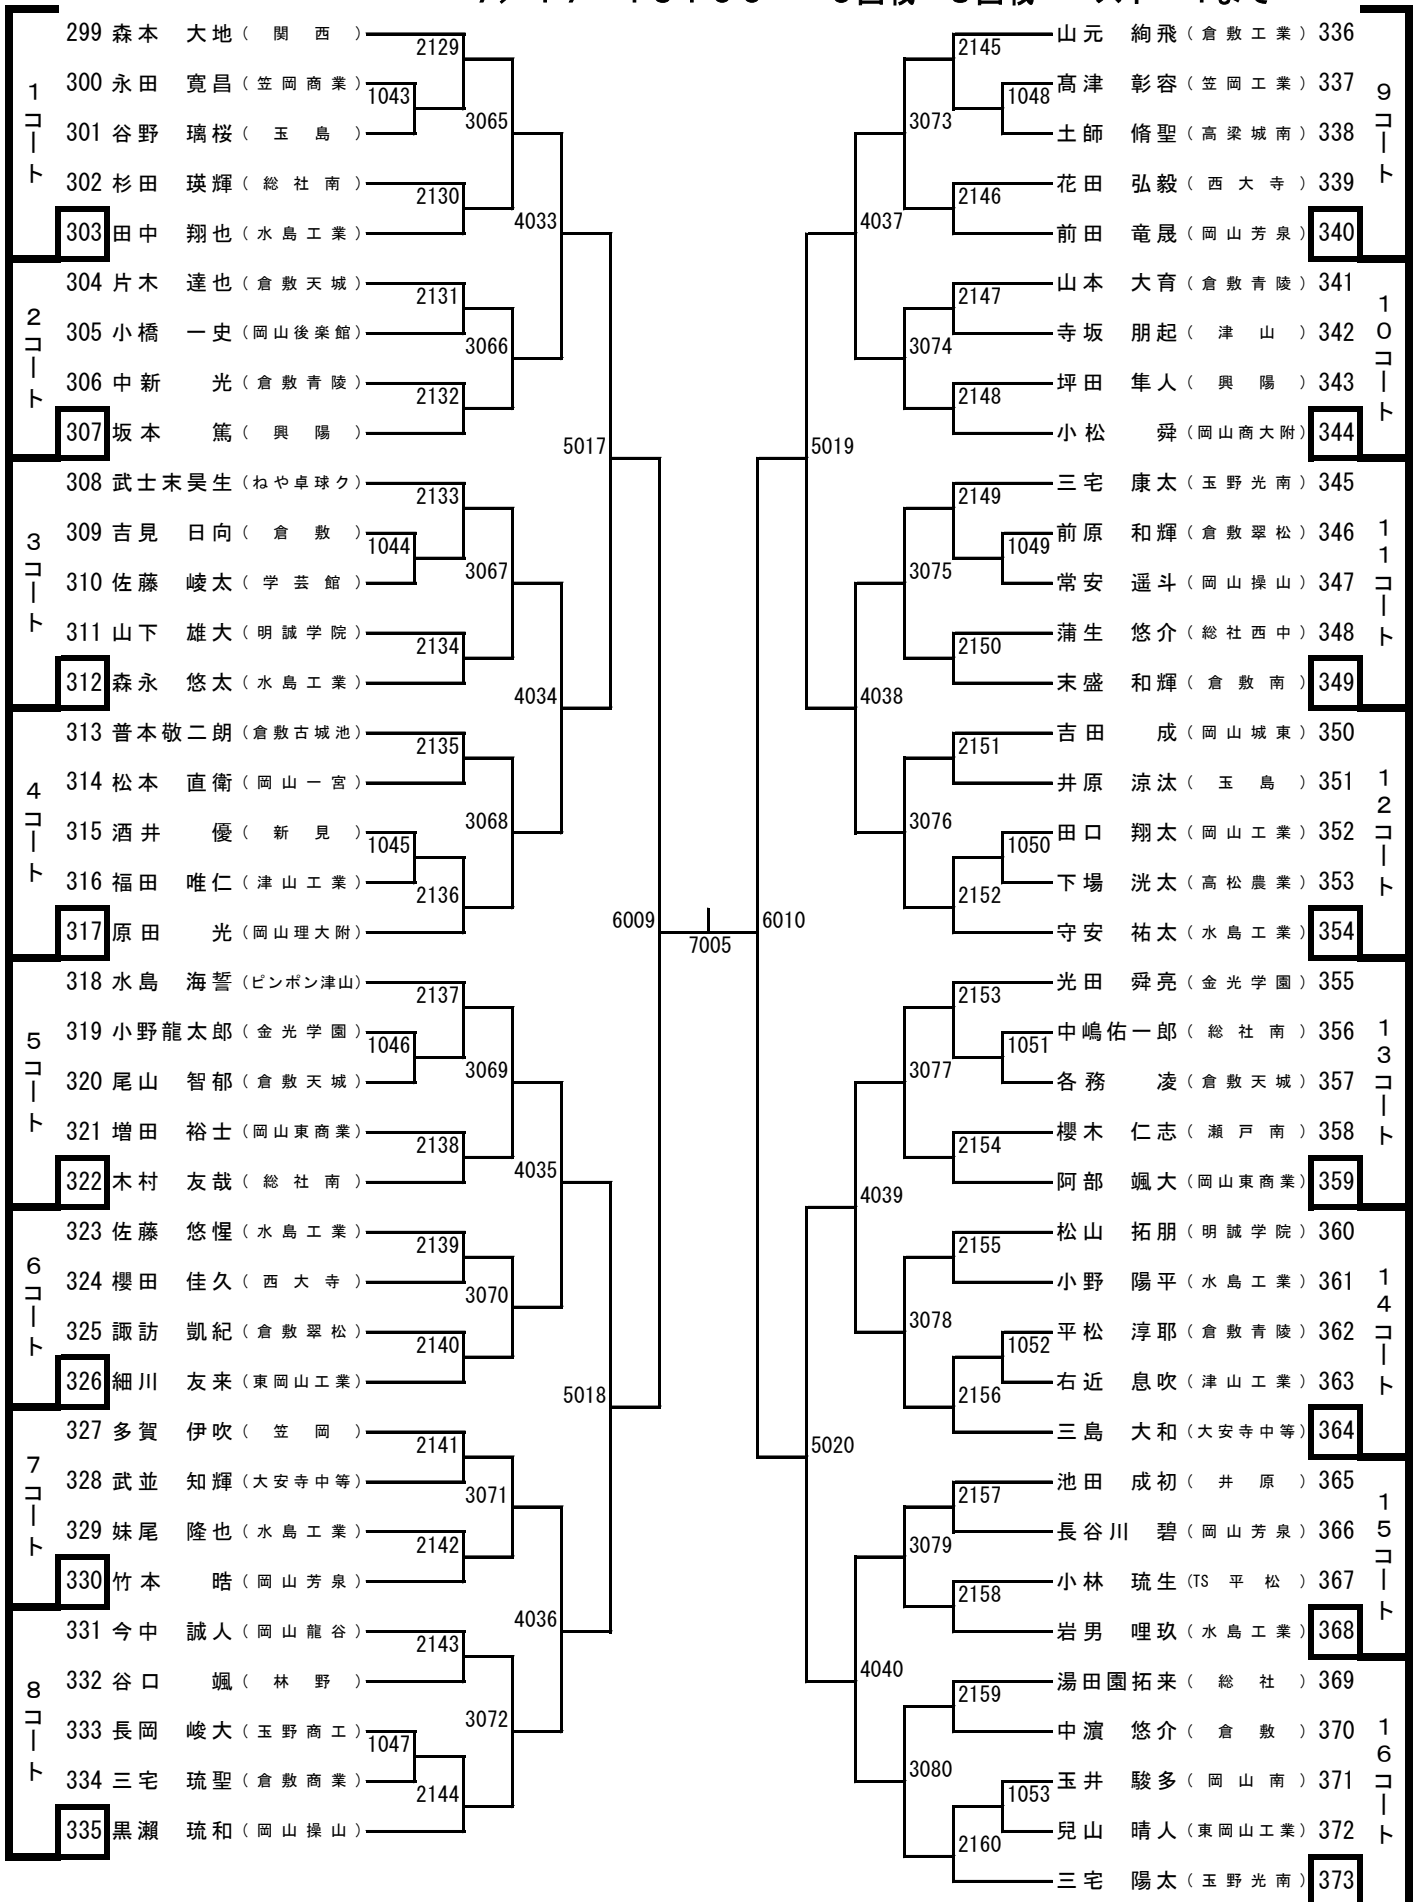 1コート
299 森本 大地 (関西)
300 永田 寛昌 (笠岡商業)
301 谷野 璃桜 (玉島)
302 杉田 瑛輝 (総社南)
303 田中 翔也 (水島工業)
2コート
304 片木 達也 (倉敷天城)
305 小橋 一史 (岡山後楽館)
306 中新 光 (倉敷青陵)
307 坂本 篤 (興陽)
3コート
308 武士末昊生 (ねや卓球ク)
309 吉見 日向 (倉敷)
310 佐藤 崚太 (学芸館)
311 山下 雄大 (明誠学院)
312 森永 悠太 (水島工業)
4コート
313 普本敬二朗 (倉敷古城池)
314 松本 直衛 (岡山一宮)
315 酒井 優 (新見)
316 福田 唯仁 (津山工業)
317 原田 光 (岡山理大附)
5コート
318 水島 海誓 (ピンポン津山)
319 小野龍太郎 (金光学園)
320 尾山 智郁 (倉敷天城)
321 増田 裕士 (岡山東商業)
322 木村 友哉 (総社南)
6コート
323 佐藤 悠惺 (水島工業)
324 櫻田 佳久 (西大寺)
325 諏訪 凱紀 (倉敷翠松)
326 細川 友来 (東岡山工業)
7コート
327 多賀 伊吹 (笠岡)
328 武並 知輝 (大安寺中等)
329 妹尾 隆也 (水島工業)
330 竹本 晧 (岡山芳泉)
8コート
331 今中 誠人 (岡山龍谷)
332 谷口 颯 (林野)
333 長岡 峻大 (玉野商工)
334 三宅 琉聖 (倉敷商業)
335 黒瀬 琉和 (岡山操山)
1043
1044
1045
1046
1047
2129
2130
2131
2132
2133
2134
2135
2136
2137
2138
2139
2140
2141
2142
2143
2144
3065
3066
3067
3068
3069
3070
3071
3072
4033
4034
4035
4036
5017
5018
6009
7005
6010
5019
5020
4037
4038
4039
4040
3073
3074
3075
3076
3077
3078
3079
3080
2145
2146
2147
2148
2149
2150
2151
2152
2153
2154
2155
2156
2157
2158
2159
2160
1048
1049
1050
1051
1052
1053
9コート
山元 絢飛 (倉敷工業) 336
髙津 彰容 (笠岡工業) 337
土師 脩聖 (高梁城南) 338
花田 弘毅 (西大寺) 339
前田 竜晟 (岡山芳泉) 340
10コート
山本 大育 (倉敷青陵) 341
寺坂 朋起 (津山) 342
坪田 隼人 (興陽) 343
小松 舜 (岡山商大附) 344
11コート
三宅 康太 (玉野光南) 345
前原 和輝 (倉敷翠松) 346
常安 遥斗 (岡山操山) 347
蒲生 悠介 (総社西中) 348
末盛 和輝 (倉敷南) 349
12コート
吉田 成 (岡山城東) 350
井原 涼汰 (玉島) 351
田口 翔太 (岡山工業) 352
下場 洸太 (高松農業) 353
守安 祐太 (水島工業) 354
13コート
光田 舜亮 (金光学園) 355
中嶋佑一郎 (総社南) 356
各務 凌 (倉敷天城) 357
櫻木 仁志 (瀬戸南) 358
阿部 颯大 (岡山東商業) 359
14コート
松山 拓朋 (明誠学院) 360
小野 陽平 (水島工業) 361
平松 淳耶 (倉敷青陵) 362
右近 息吹 (津山工業) 363
三島 大和 (大安寺中等) 364
15コート
池田 成初 (井原) 365
長谷川 碧 (岡山芳泉) 366
小林 琉生 (TS平松) 367
岩男 哩玖 (水島工業) 368
16コート
湯田園拓来 (総社) 369
中濵 悠介 (倉敷) 370
玉井 駿多 (岡山南) 371
兒山 晴人 (東岡山工業) 372
三宅 陽太 (玉野光南) 373